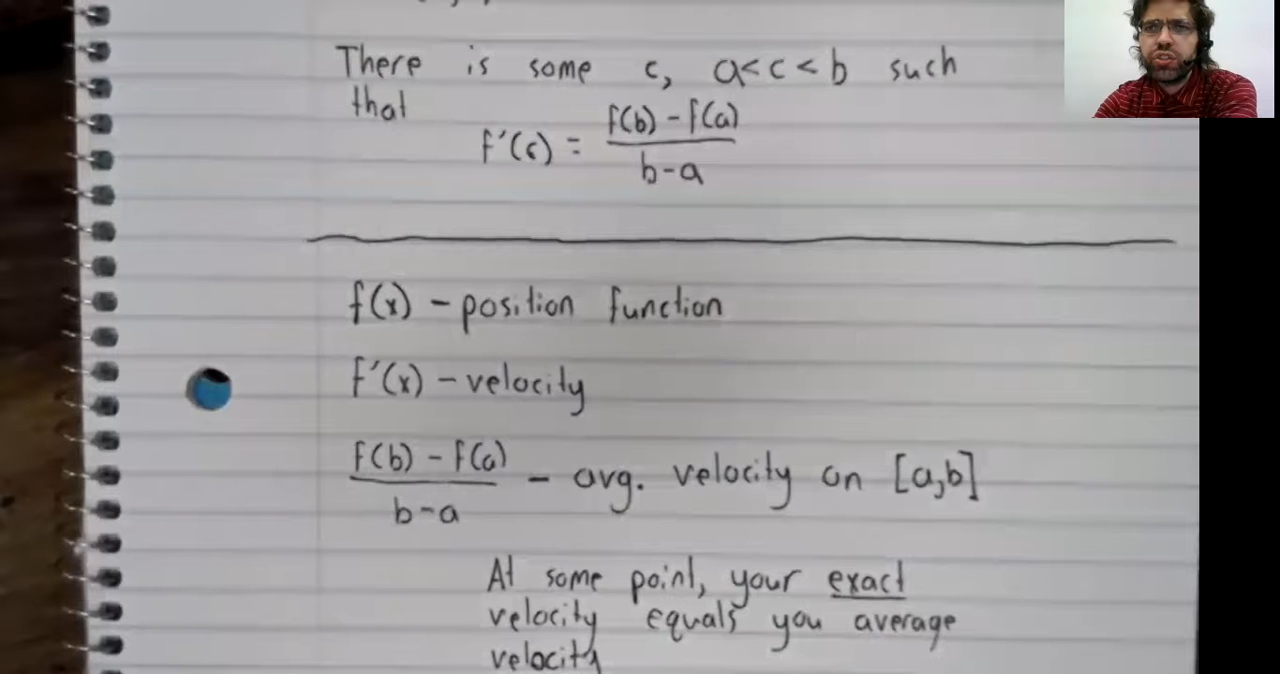 There is some c, a<c<b such
that
f'(c) = f(b) - f(a) / b-a
f(x) - position function
f'(x) - velocity
f(b) - f(a) / b-a - avg. velocity on [a,b]
At some point, your exact
velocity equals you average
velocity